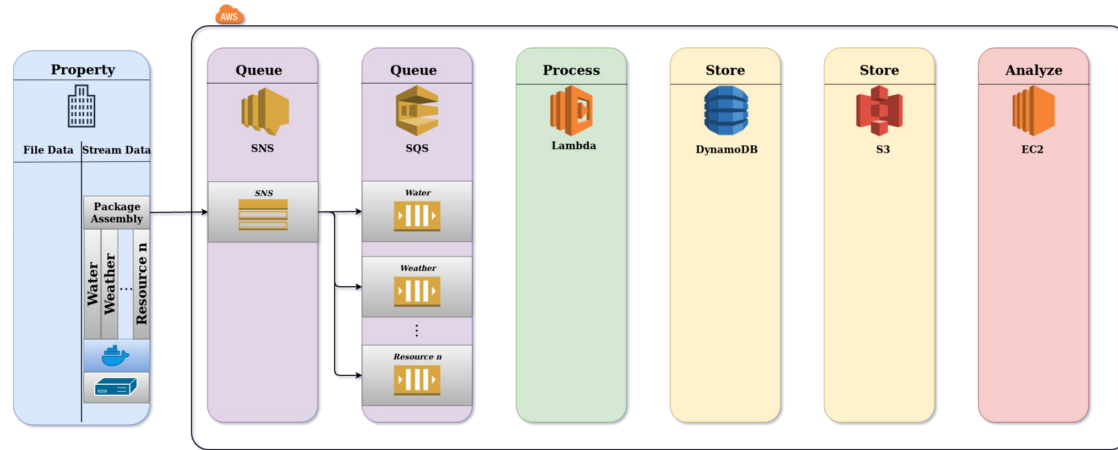 AWS
Property
File Data
Stream Data
Package
Assembly
Water
Weather
...
Resource n
Queue
SNS
SNS
Queue
SQS
Water
Weather
⋮
Resource n
Process
Lambda
Store
DynamoDB
Store
S3
Analyze
EC2